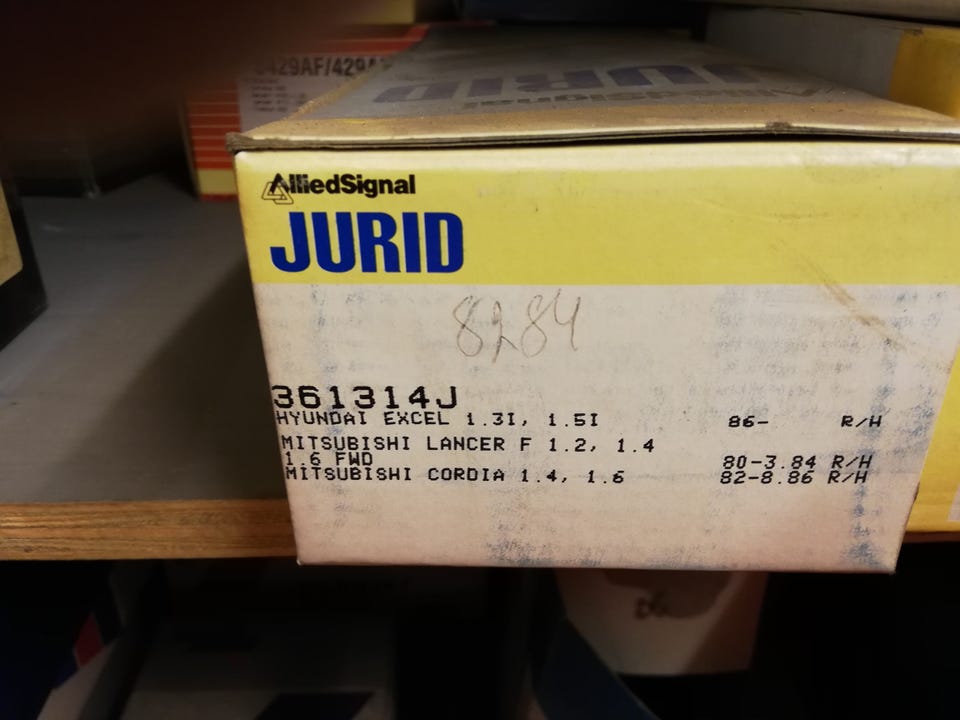 AlliedSignal
JURID
AlliedSignal
JURID
8284
361314J
HYUNDAI EXCEL 1.3I, 1.5I 86- R/H
MITSUBISHI LANCER F 1.2, 1.4
1.6 FWD 80-3.84 R/H
MITSUBISHI CORDIA 1.4, 1.6 82-8.86 R/H